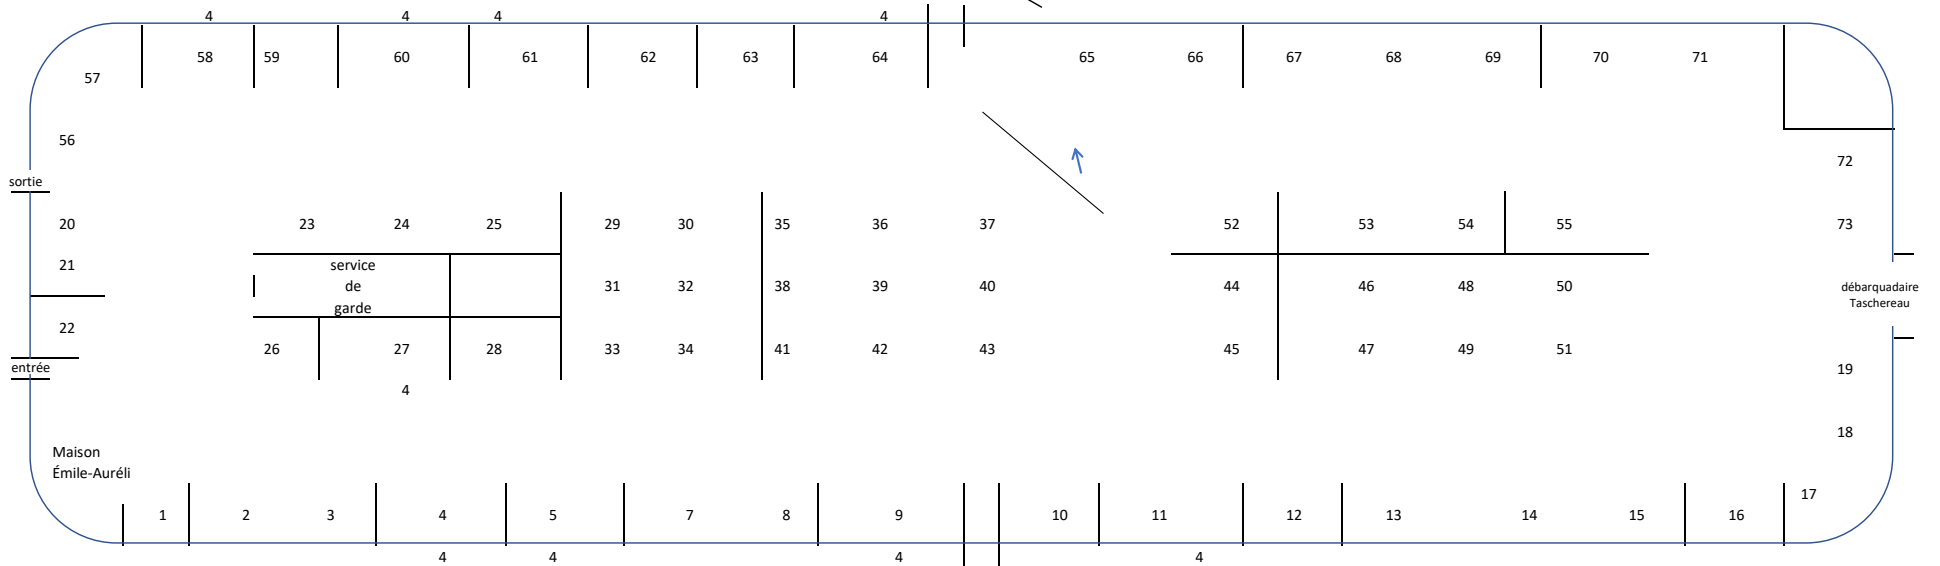 4 4 4 4
58 59 60 61 62 63 64 65 66 67 68 69 70 71
57
56
72
sortie
20 23 24 25 29 30 35 36 37 52 53 54 55 73
21
service
de
garde
31 32 38 39 40 44 46 48 50
débarquadaire
Taschereau
22
26 27 28 33 34 41 42 43 45 47 49 51
entrée
19
4
18
Maison
Émile-Auréli
17
1 2 3 4 5 7 8 9 10 11 12 13 14 15 16
4 4 4 4